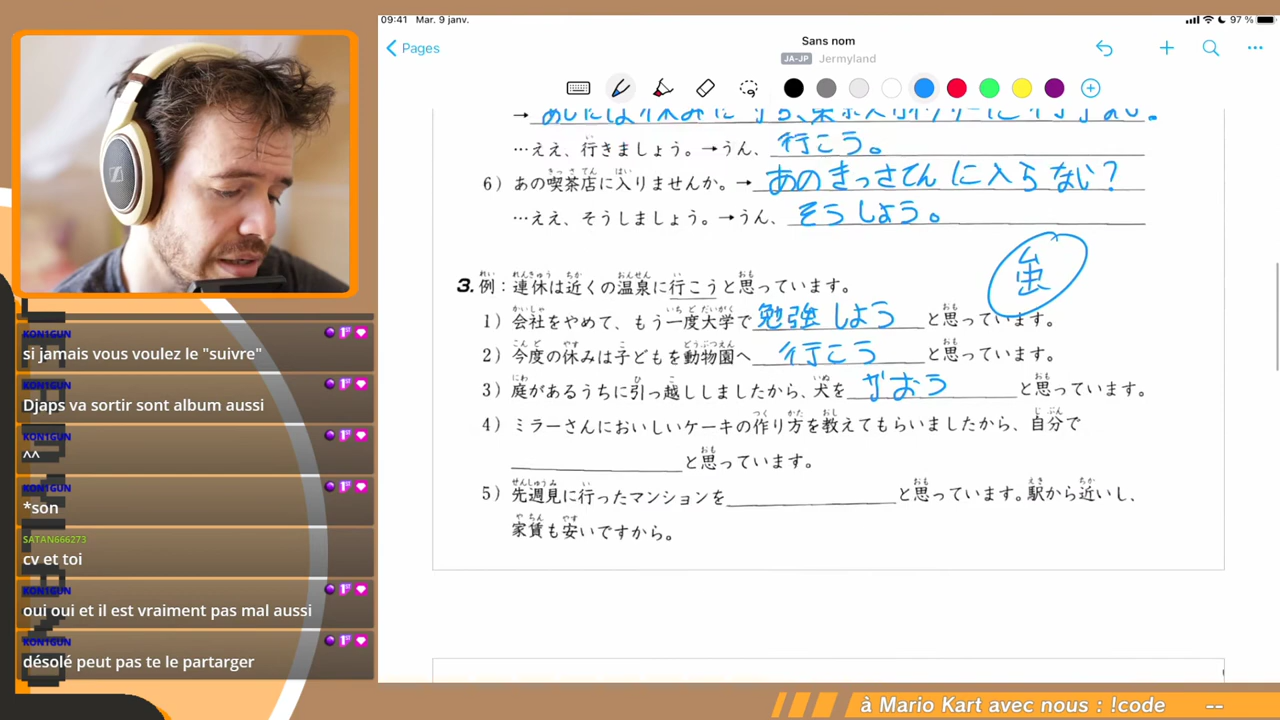 09:41 Mar. 9 janv.
97 %
Pages
Sans nom
JA-JP Jermyland
…ええ、行きましょう。→うん、行こう。
6）あの喫茶店に入りませんか。→ あのきっさてんに入らない？
…ええ、そうしましょう。→うん、そうしよう。
3. 例：連休は近くの温泉に行こうと思っています。
1）会社をやめて、もう一度大学で 勉強しよう と思っています。
2）今度の休みは子どもを動物園へ 行こう と思っています。
3）庭があるうちに引っ越ししましたから、犬を おう と思っています。
4）ミラーさんにおいしいケーキの作り方を教えてもらいましたから、自分で
と思っています。
5）先週見に行ったマンションを と思っています。駅から近いし、
家賃も安いですから。
KON1GUN
si jamais vous voulez le "suivre"
KON1GUN
Djaps va sortir sont album aussi
KON1GUN
^^
KON1GUN
*son
SATAN666273
cv et toi
KON1GUN
oui oui et il est vraiment pas mal aussi
KON1GUN
désolé peut pas te le partarger
à Mario Kart avec nous : !code --